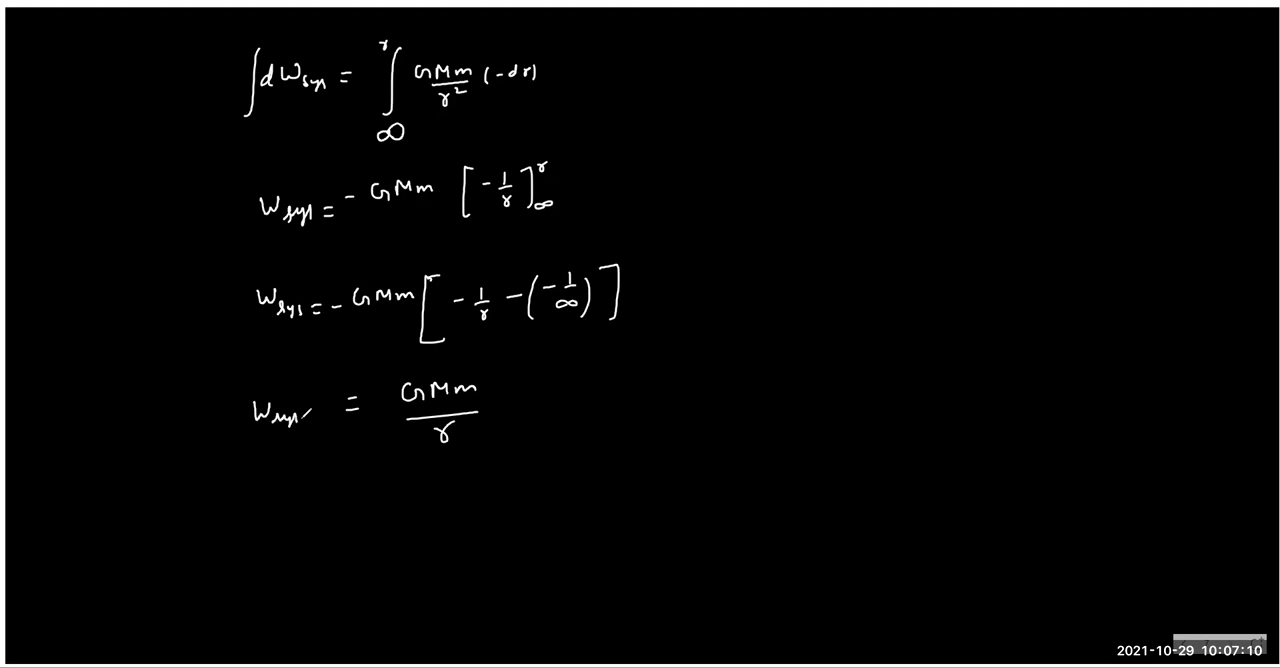 ∫dW_sys = ∫_∞^r GMm/r² (-dr)
W_sys = - GMm [-1/r]_∞^r
W_sys = - GMm [ - 1/r - (-1/∞) ]
W_sys = GMm/r
2021-10-29 10:07:10